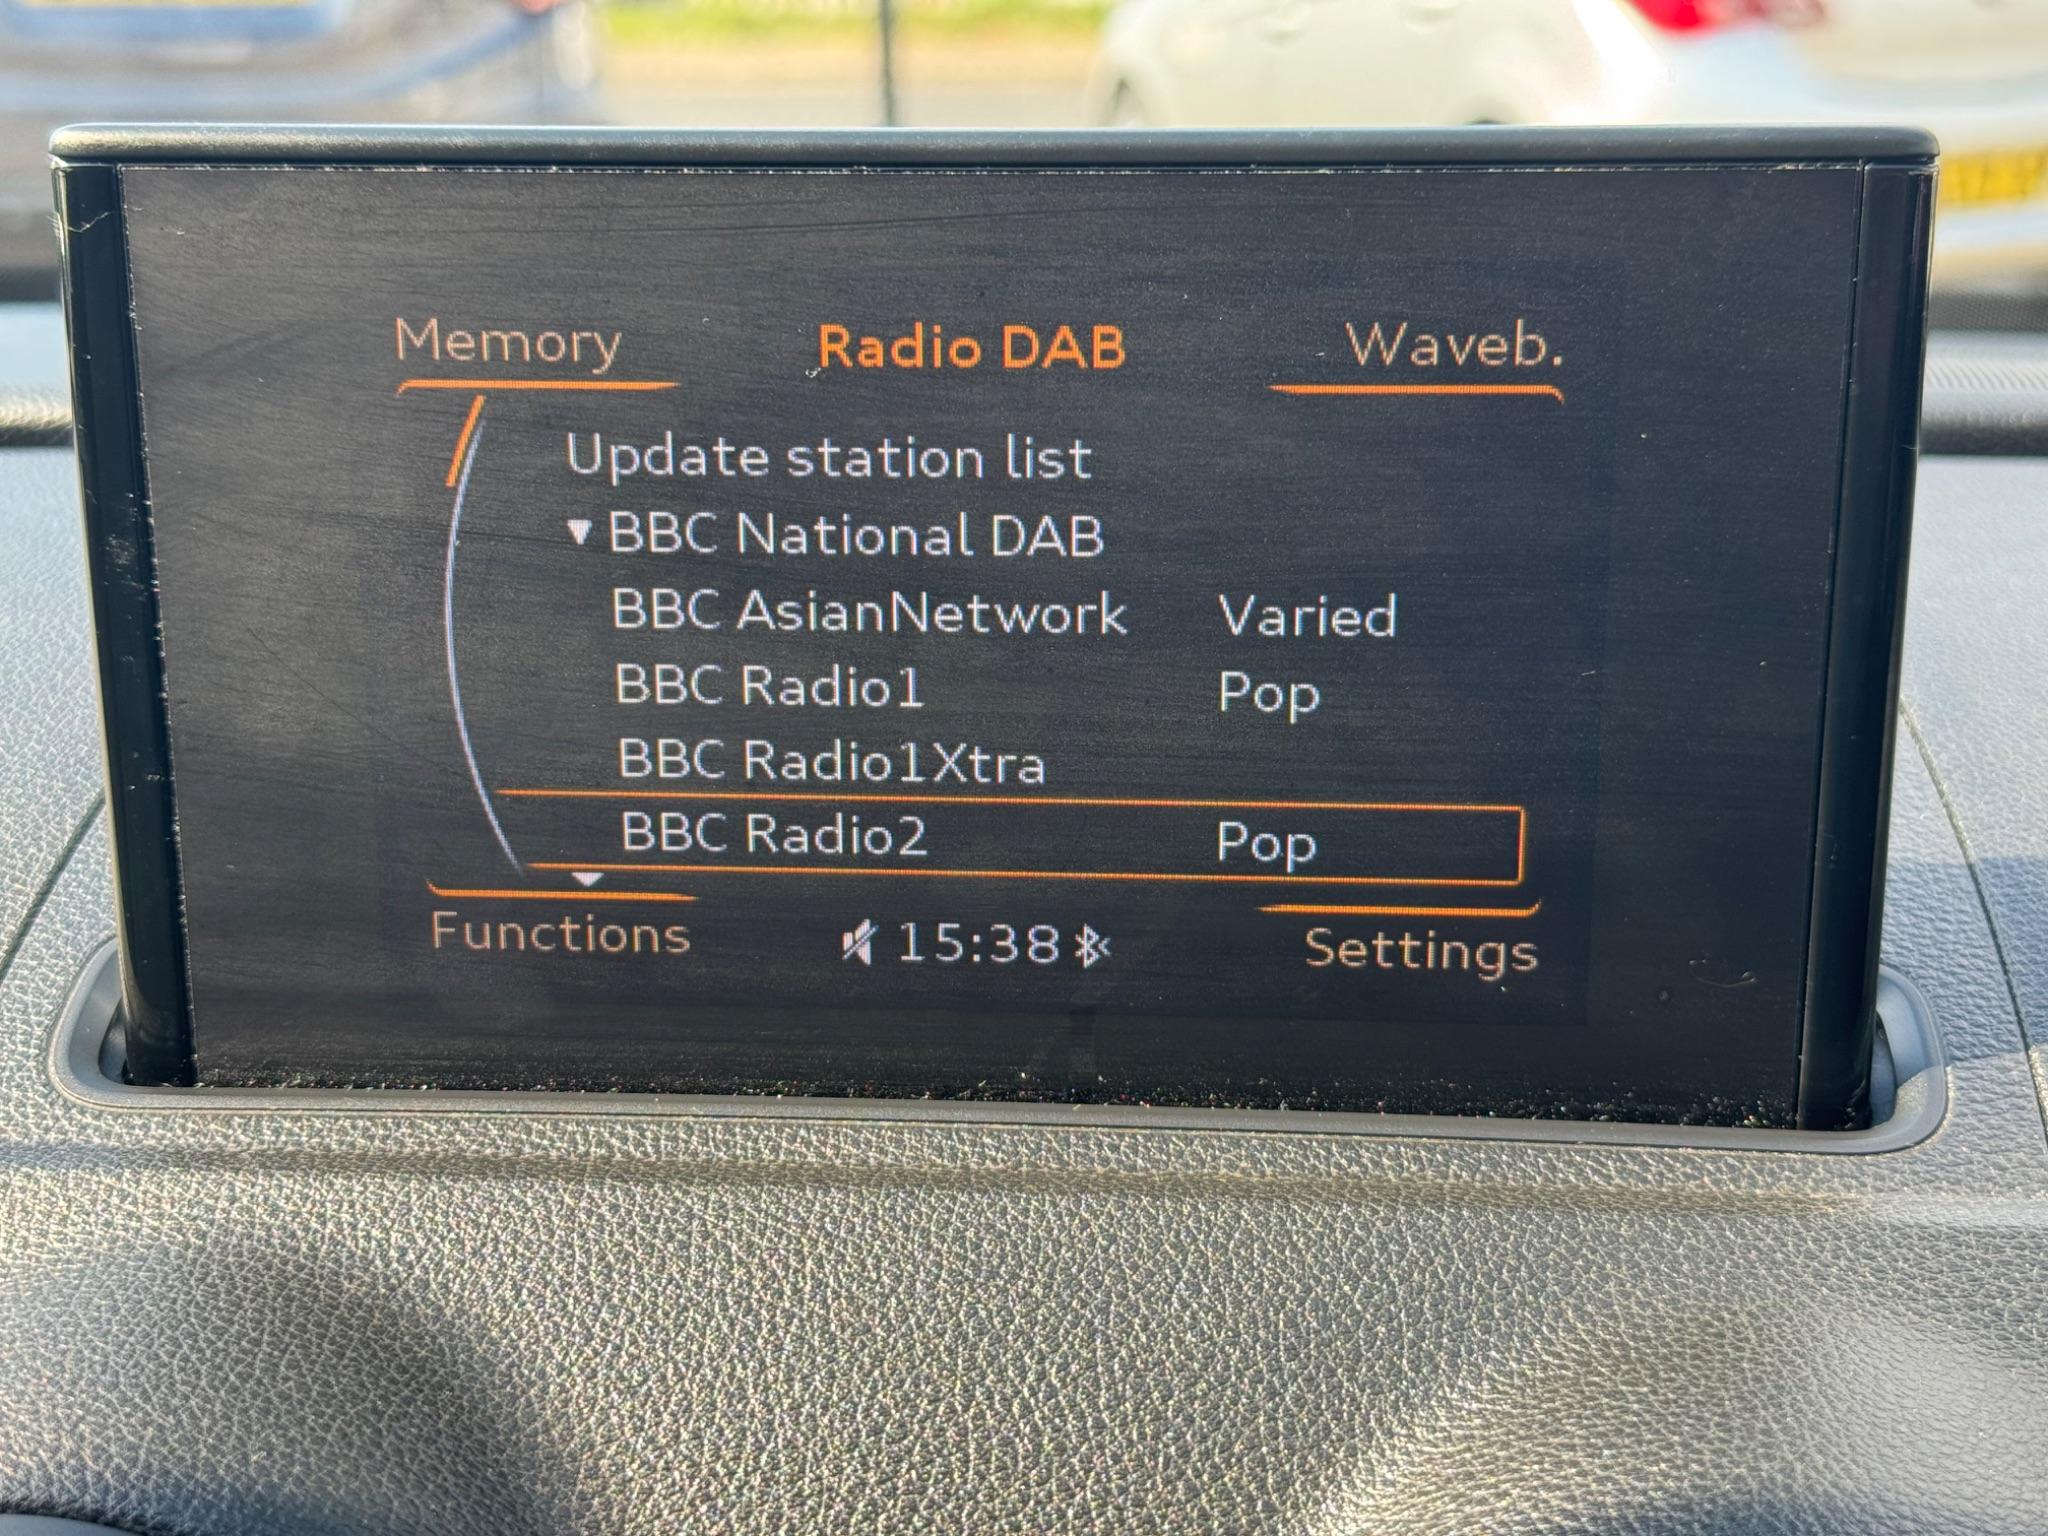 Memory Radio DAB Waveb.
Update station list
BBC National DAB
BBC AsianNetwork Varied
BBC Radio1 Pop
BBC Radio1Xtra
BBC Radio2 Pop
Functions 15:38 Settings